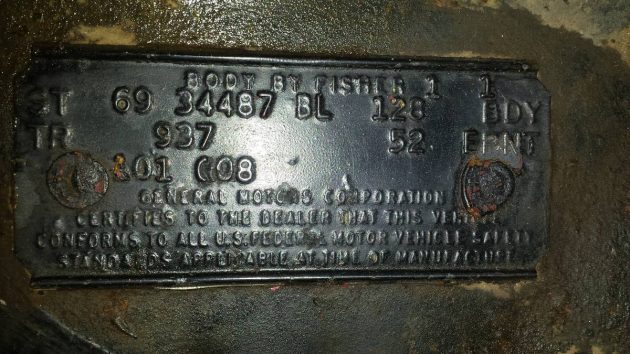 BODY BY FISHER 1 1
ST 69 34487 BL 128 BDY
TR 937 52 PNT
01 C08
GENERAL MOTORS CORPORATION
CERTIFIES TO THE DEALER THAT THIS VEHICLE
CONFORMS TO ALL U.S. FEDERAL MOTOR VEHICLE SAFETY
STANDARDS APPLICABLE AT TIME OF MANUFACTURE